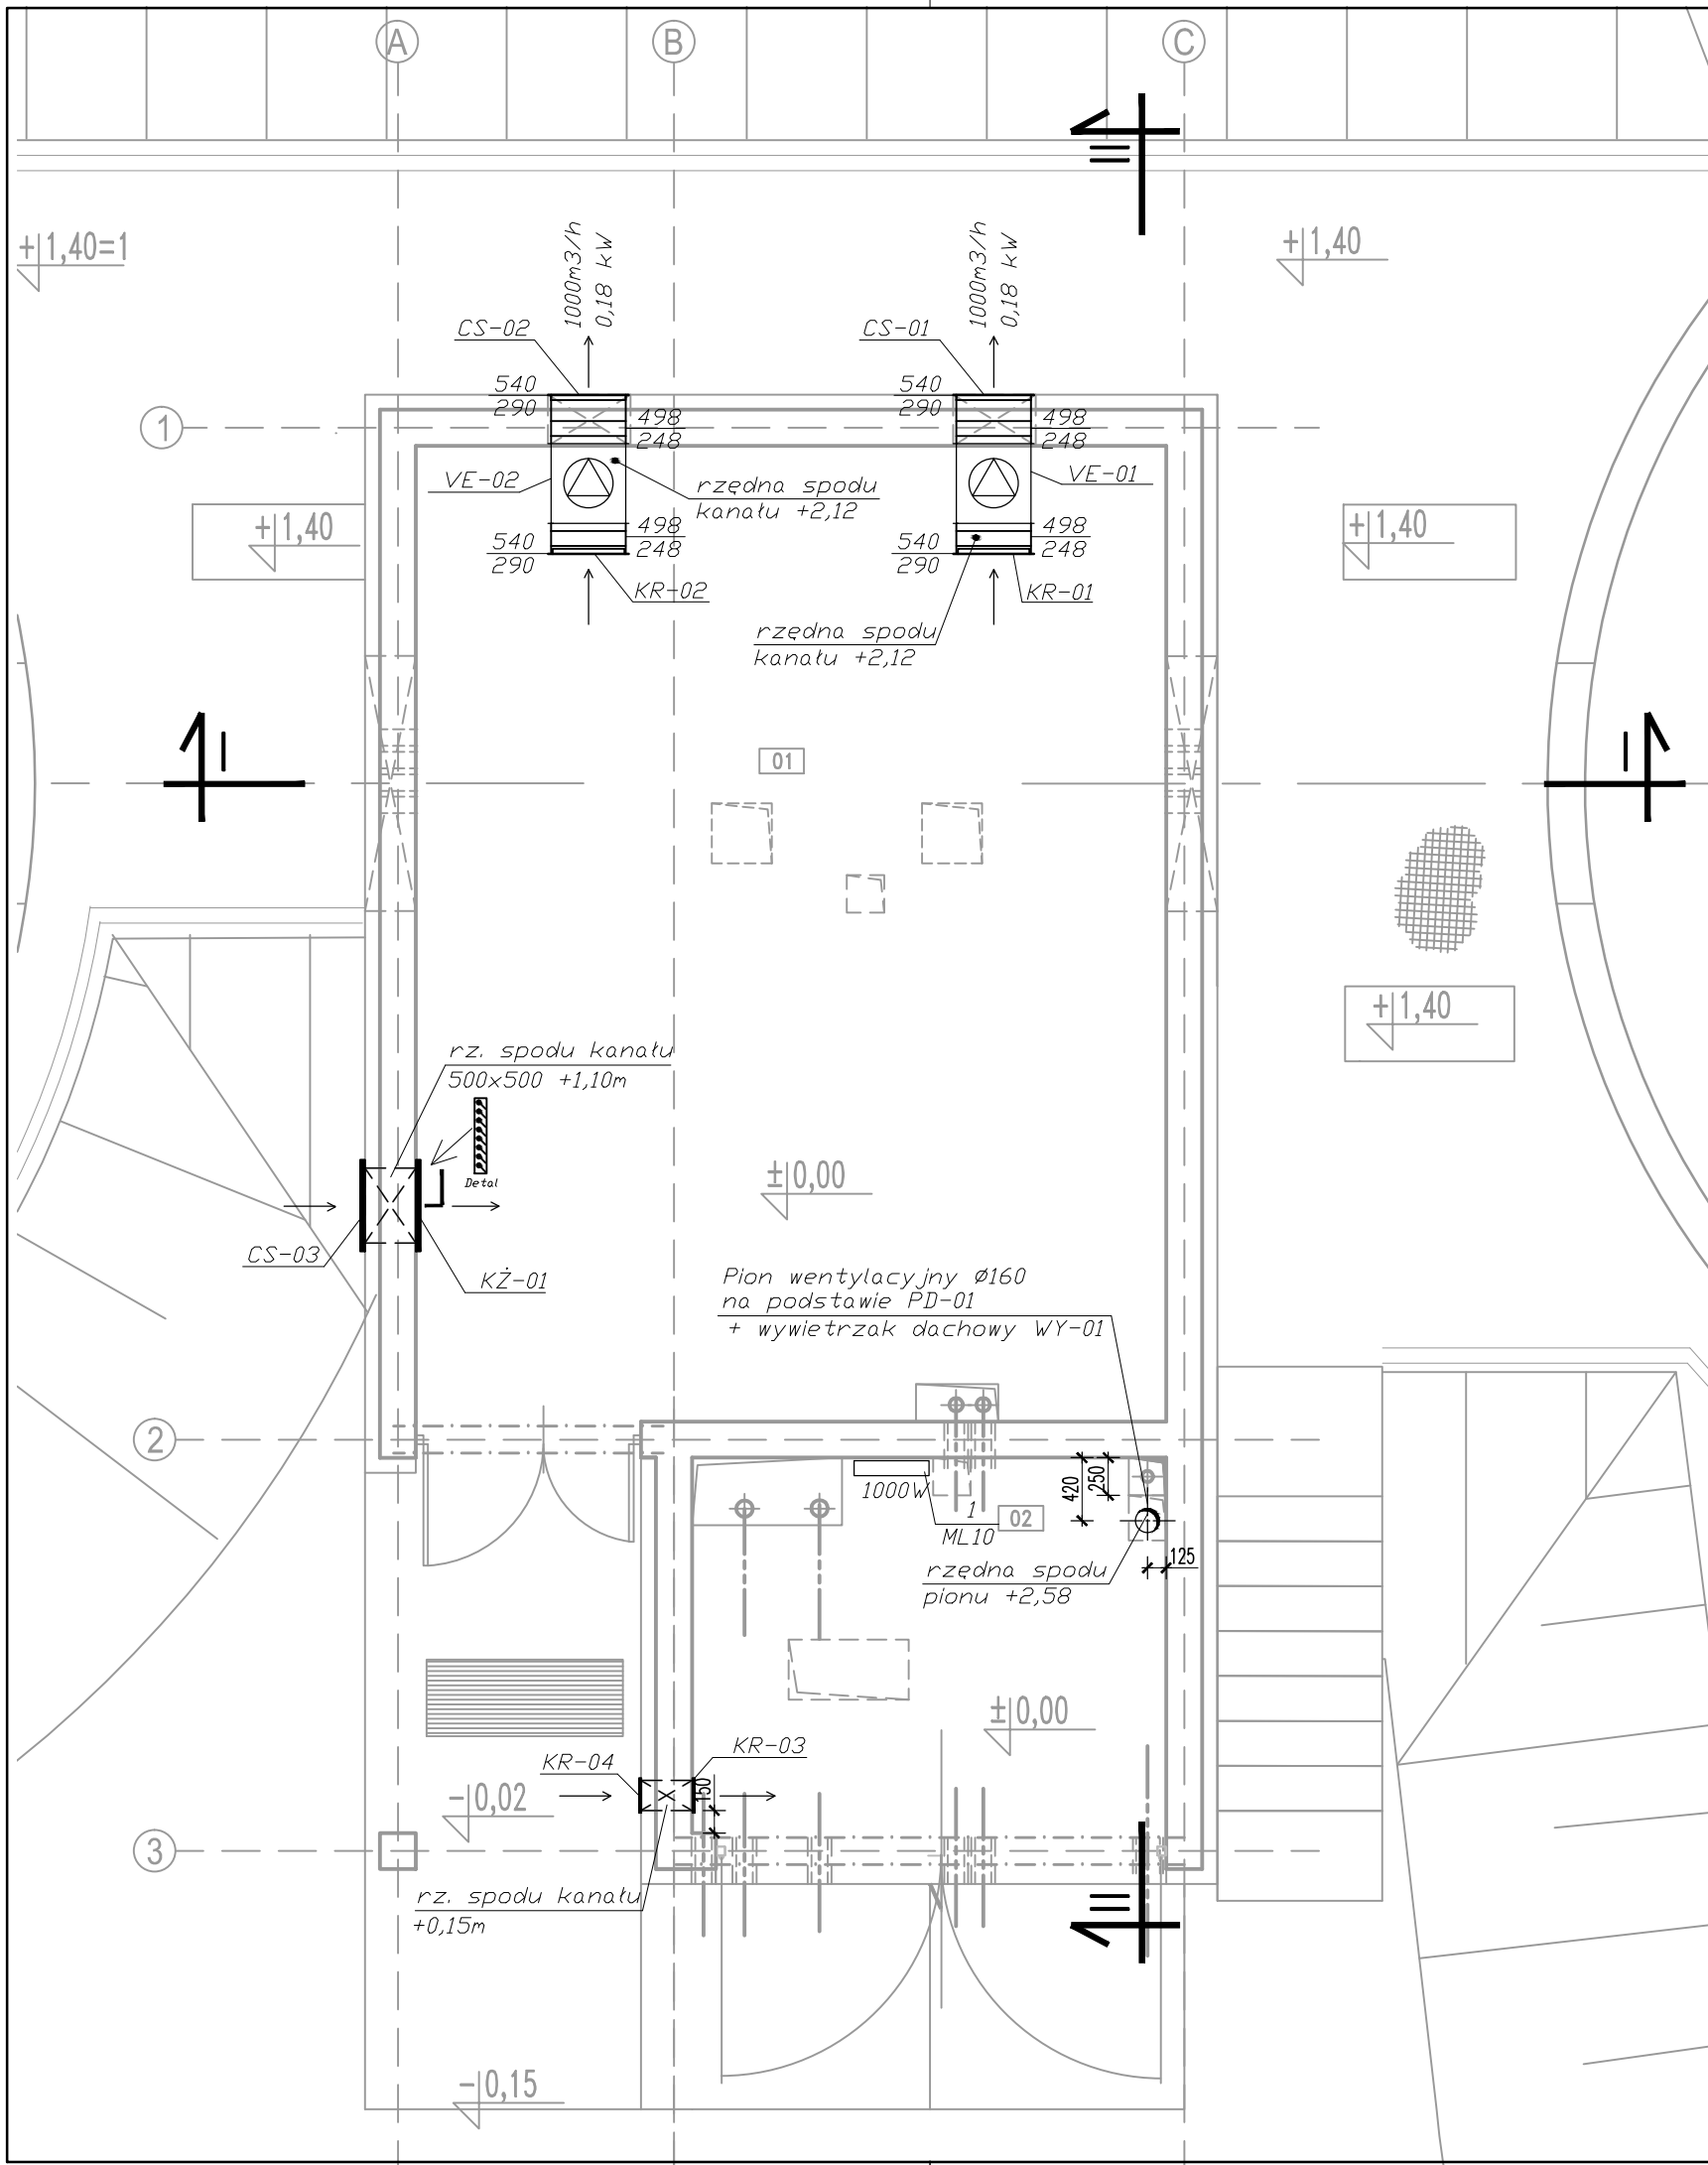 A
B
C
=
+1,40=1
1000m3/h
0,18 kW
1000m3/h
0,18 kW
+1,40
CS-02
CS-01
540
290
498
248
540
290
498
248
1
VE-02
rzędna spodu
kanału +2,12
VE-01
+1,40
+1,40
540
290
498
248
540
290
498
248
KR-02
KR-01
rzędna spodu
kanału +2,12
01
+1,40
rz. spodu kanału
500x500 +1,10m
Detal
±0,00
CS-03
KŻ-01
Pion wentylacyjny Ø160
na podstawie PD-01
+ wywietrzak dachowy WY-01
2
1000W
1
ML10
02
420
250
125
rzędna spodu
pionu +2,58
±0,00
KR-04
KR-03
150
-0,02
3
rz. spodu kanału
+0,15m
-0,15